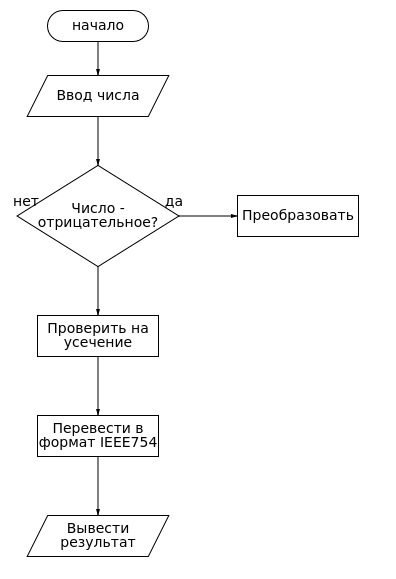 начало
Ввод числа
нет
да
Число -
отрицательное?
Преобразовать
Проверить на
усечение
Перевести в
формат IEEE754
Вывести
результат